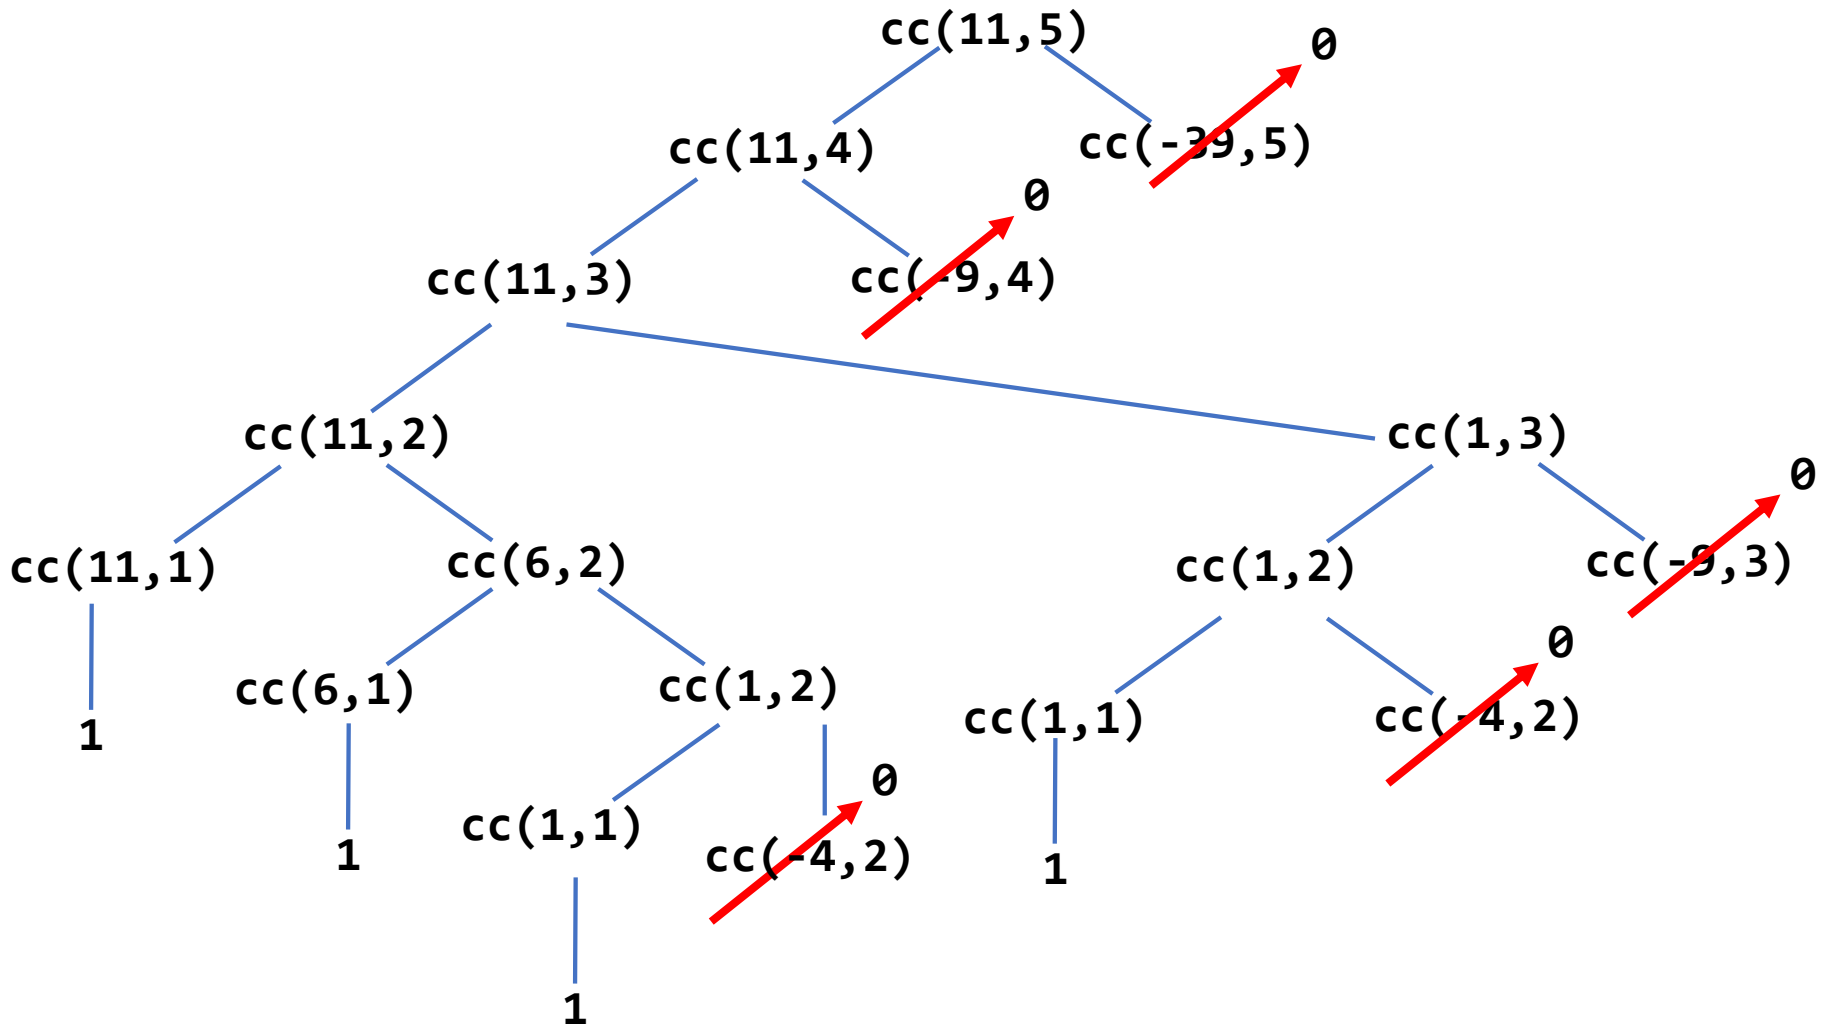 cc(11,5)
0
cc(11,4)
cc(-39,5)
0
cc(11,3)
cc(-9,4)
cc(11,2)
cc(1,3)
0
cc(11,1)
cc(6,2)
cc(1,2)
cc(-9,3)
0
cc(6,1)
cc(1,2)
cc(1,1)
cc(-4,2)
1
0
cc(1,1)
cc(-4,2)
1
1
1